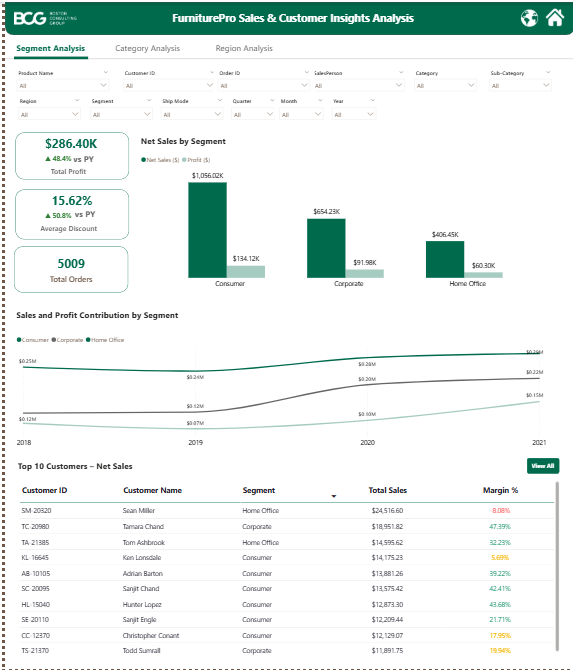 BCG BOSTON CONSULTING GROUP
FurniturePro Sales & Customer Insights Analysis
Segment Analysis Category Analysis Region Analysis
Product Name Customer ID Order ID SalesPerson Category Sub-Category
All All All All All All
Region Segment Ship Mode Quarter Month Year
All All All All All All
$286.40K
▲ 48.4% vs PY
Total Profit
15.62%
▲ 50.8% vs PY
Average Discount
5009
Total Orders
Net Sales by Segment
Net Sales ($) Profit ($)
$1,056.02K
$134.12K
$654.23K
$91.98K
$406.45K
$60.30K
Consumer Corporate Home Office
Sales and Profit Contribution by Segment
Consumer Corporate Home Office
$0.25M $0.24M $0.28M
$0.12M $0.20M $0.22M
$0.12M $0.07M $0.10M $0.15M
2018 2019 2020 2021
Top 10 Customers – Net Sales
View All
Customer ID Customer Name Segment Total Sales Margin %
SM-20320 Sean Miller Home Office $24,516.60 -8.08%
TC-20980 Tamara Chand Corporate $18,951.82 47.39%
TA-21385 Tom Ashbrook Home Office $14,595.62 32.23%
KL-16645 Ken Lonsdale Consumer $14,175.23 5.69%
AB-10105 Adrian Barton Consumer $13,881.26 39.22%
SC-20095 Sanjit Chand Consumer $13,575.42 42.41%
HL-15040 Hunter Lopez Consumer $12,873.30 43.68%
SE-20110 Sanjit Engle Consumer $12,209.44 21.71%
CC-12370 Christopher Conant Consumer $12,129.07 17.95%
TS-21370 Todd Sumrall Corporate $11,891.75 19.94%